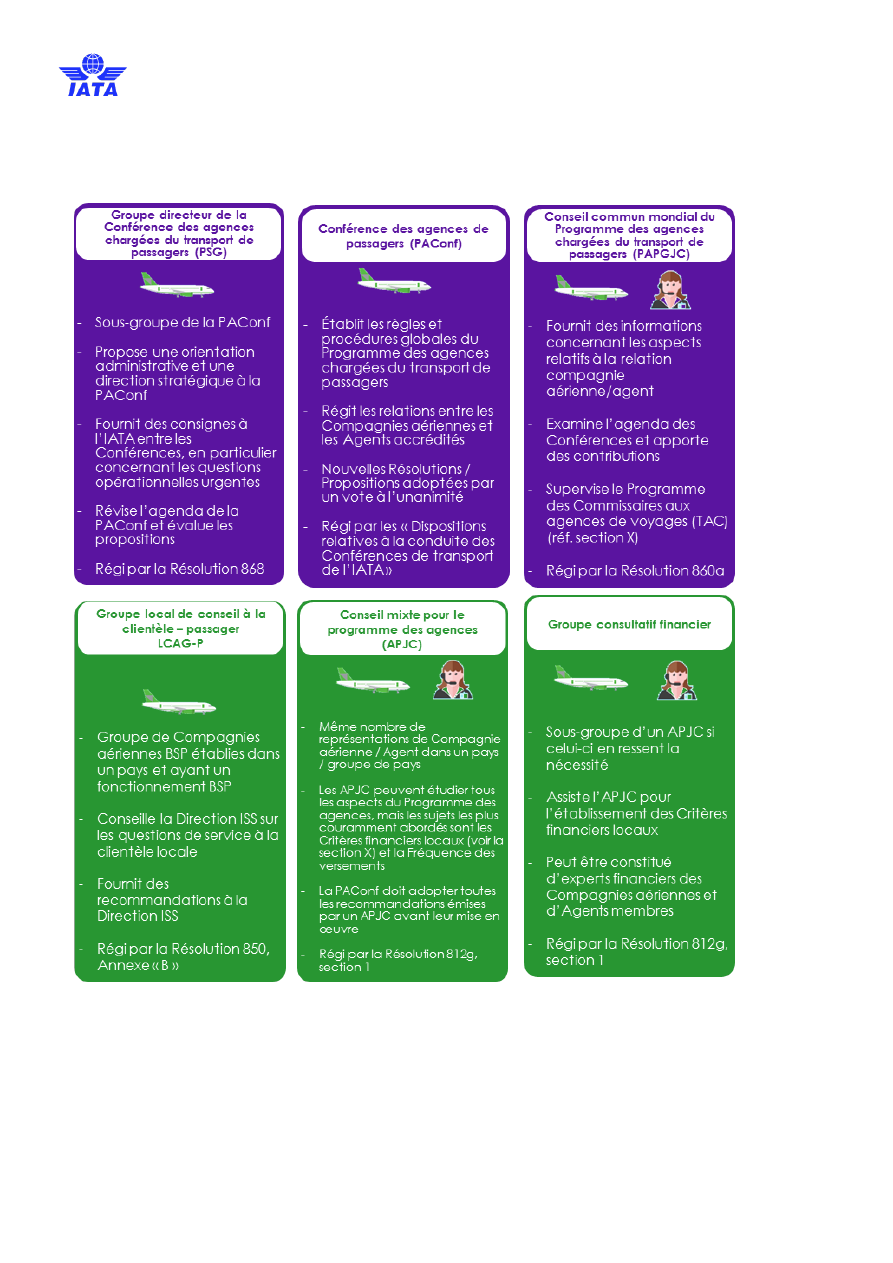 IATA
Groupe directeur de la
Conférence des agences
chargées du transport de
passagers (PSG)
- Sous-groupe de la PAConf
- Propose une orientation
administrative et une
direction stratégique à la
PAConf
- Fournit des consignes à
l'IATA entre les
Conférences, en particulier
concernant les questions
opérationnelles urgentes
- Révise l'agenda de la
PAConf et évalue les
propositions
- Régi par la Résolution 868
Conférence des agences de
passagers (PAConf)
- Établit les règles et
procédures globales du
Programme des agences
chargées du transport de
passagers
- Régit les relations entre les
Compagnies aériennes et
les Agents accrédités
- Nouvelles Résolutions /
Propositions adoptées par
un vote à l'unanimité
- Régi par les « Dispositions
relatives à la conduite des
Conférences de transport
de l'IATA»
Conseil commun mondial du
Programme des agences
chargées du transport de
passagers (PAPGJC)
- Fournit des informations
concernant les aspects
relatifs à la relation
compagnie
aérienne/agent
- Examine l'agenda des
Conférences et apporte
des contributions
- Supervise le Programme
des Commissaires aux
agences de voyages (TAC)
(réf. section X)
- Régi par la Résolution 860a
Groupe local de conseil à la
clientèle – passager
LCAG-P
- Groupe de Compagnies
aériennes BSP établies dans
un pays et ayant un
fonctionnement BSP
- Conseille la Direction ISS sur
les questions de service à la
clientèle locale
- Fournit des
recommandations à la
Direction ISS
- Régi par la Résolution 850,
Annexe « B »
Conseil mixte pour le
programme des agences
(APJC)
- Même nombre de
représentations de Compagnie
aérienne / Agent dans un pays
/ groupe de pays
- Les APJC peuvent étudier tous
les aspects du Programme des
agences, mais les sujets les plus
couramment abordés sont les
Critères financiers locaux (voir la
section X) et la Fréquence des
versements
- La PAConf doit adopter toutes
les recommandations émises
par un APJC avant leur mise en
œuvre
- Régi par la Résolution 812g,
section 1
Groupe consultatif financier
- Sous-groupe d'un APJC si
celui-ci en ressent la
nécessité
- Assiste l'APJC pour
l'établissement des Critères
financiers locaux
- Peut être constitué
d'experts financiers des
Compagnies aériennes et
d'Agents membres
- Régi par la Résolution 812g,
section 1